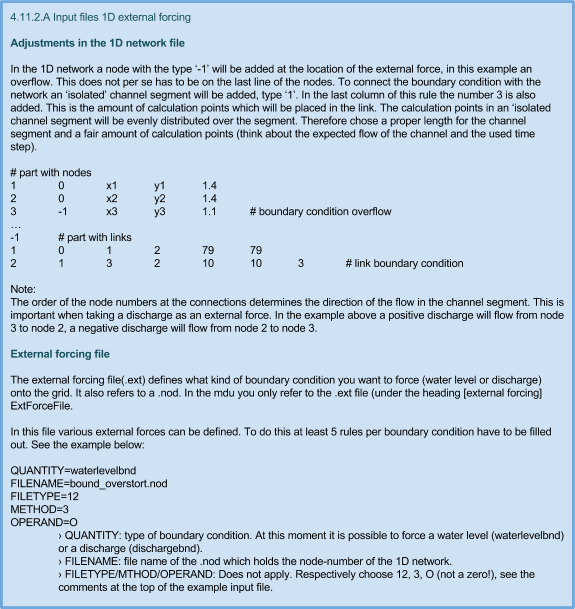 4.11.2.A Input files 1D external forcing
Adjustments in the 1D network file
In the 1D network a node with the type '-1' will be added at the location of the external force, in this example an
overflow. This does not per se has to be on the last line of the nodes. To connect the boundary condition with the
network an 'isolated' channel segment will be added, type '1'. In the last column of this rule the number 3 is also
added. This is the amount of calculation points which will be placed in the link. The calculation points in an 'isolated
channel segment will be evenly distributed over the segment. Therefore chose a proper length for the channel
segment and a fair amount of calculation points (think about the expected flow of the channel and the used time
step).
# part with nodes
1 0 x1 y1 1.4
2 0 x2 y2 1.4
3 -1 x3 y3 1.1 # boundary condition overflow
...
-1 # part with links
1 0 1 2 79 79
2 1 3 2 10 10 3 # link boundary condition
Note:
The order of the node numbers at the connections determines the direction of the flow in the channel segment. This is
important when taking a discharge as an external force. In the example above a positive discharge will flow from node
3 to node 2, a negative discharge will flow from node 2 to node 3.
External forcing file
The external forcing file(.ext) defines what kind of boundary condition you want to force (water level or discharge)
onto the grid. It also refers to a .nod. In the mdu you only refer to the .ext file (under the heading [external forcing]
ExtForceFile.
In this file various external forces can be defined. To do this at least 5 rules per boundary condition have to be filled
out. See the example below:
QUANTITY=waterlevelbnd
FILENAME=bound_overstort.nod
FILETYPE=12
METHOD=3
OPERAND=O
› QUANTITY: type of boundary condition. At this moment it is possible to force a water level (waterlevelbnd)
or a discharge (dischargebnd).
› FILENAME: file name of the .nod which holds the node-number of the 1D network.
› FILETYPE/MTHOD/OPERAND: Does not apply. Respectively choose 12, 3, O (not a zero!), see the
comments at the top of the example input file.